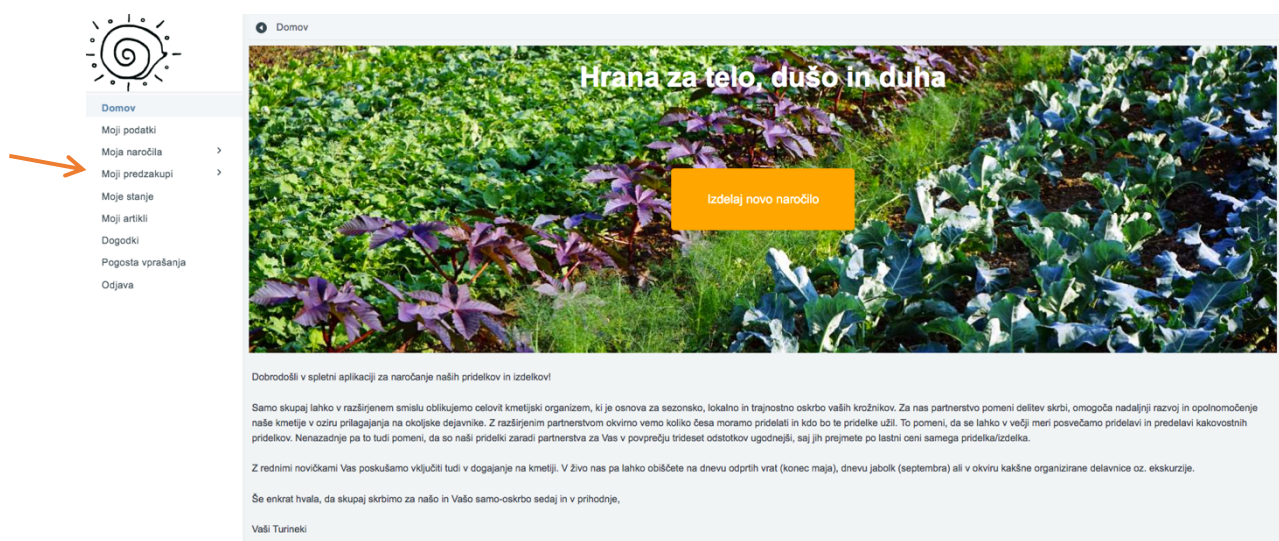 Domov
Domov
Moji podatki
Moja naročila
Moji predzakupi
Moje stanje
Moji artikli
Dogodki
Pogosta vprašanja
Odjava
Hrana za telo, dušo in duha
Izdelaj novo naročilo
Dobrodošli v spletni aplikaciji za naročanje naših pridelkov in izdelkov!
Samo skupaj lahko v razširjenem smislu oblikujemo celovit kmetijski organizem, ki je osnova za sezonsko, lokalno in trajnostno oskrbo vaših krožnikov. Za nas partnerstvo pomeni delitev skrbi, omogoča nadaljnji razvoj in opolnomočenje
naše kmetije v oziru prilagajanja na okoljske dejavnike. Z razširjenim partnerstvom okvirno vemo koliko česa moramo pridelati in kdo bo te pridelke užil. To pomeni, da se lahko v večji meri posvečamo pridelavi in predelavi kakovostnih
pridelkov. Nenazadnje pa to tudi pomeni, da so naši pridelki zaradi partnerstva za Vas v povprečju trideset odstotkov ugodnejši, saj jih prejmete po lastni ceni samega pridelka/izdelka.
Z rednimi novičkami Vas poskušamo vključiti tudi v dogajanje na kmetiji. V živo nas pa lahko obiščete na dnevu odprtih vrat (konec maja), dnevu jabolk (septembra) ali v okviru kakšne organizirane delavnice oz. ekskurzije.
Še enkrat hvala, da skupaj skrbimo za našo in Vašo samo-oskrbo sedaj in v prihodnje,
Vaši Turineki